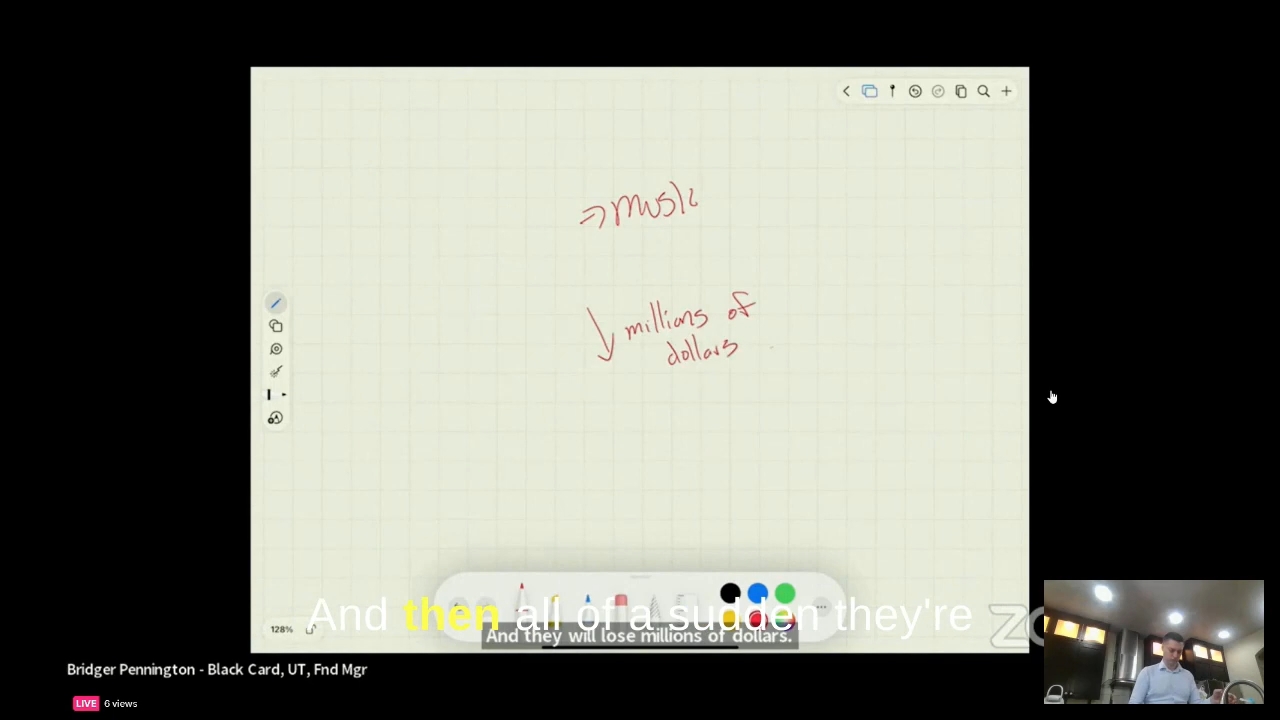 ⇒ music
↓ millions of
dollars
128%
And then all of a sudden they're
And they will lose millions of dollars.
Bridger Pennington - Black Card, UT, Fnd Mgr
LIVE 6 views